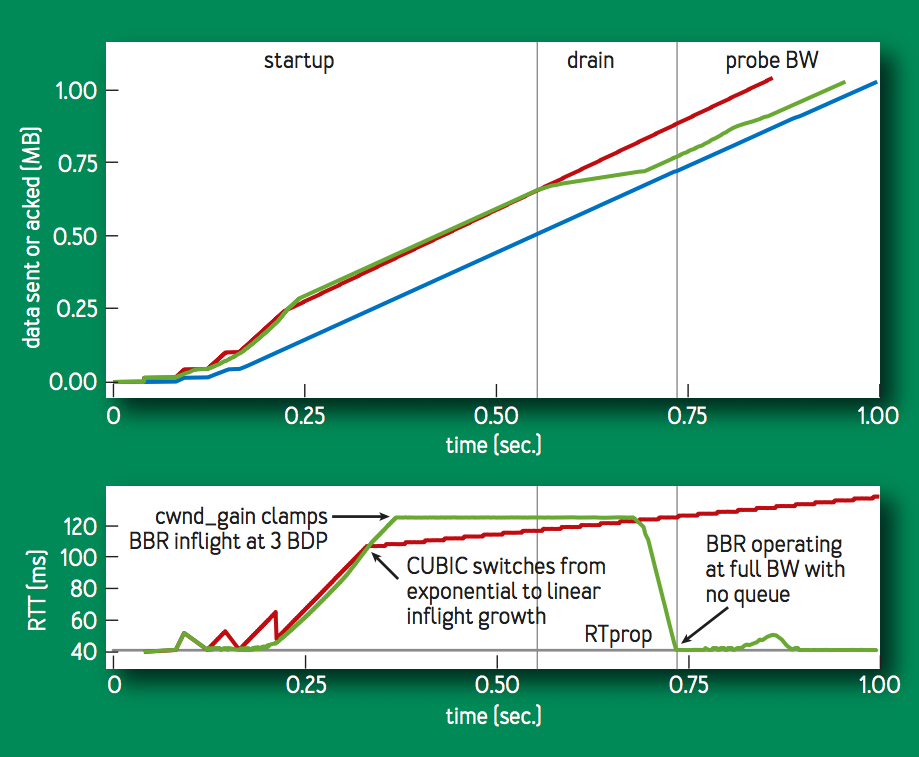 startup
drain
probe BW
1.00
0.75
0.50
0.25
0.00
data sent or acked (MB)
0
0.25
0.50
0.75
1.00
time (sec.)
cwnd_gain clamps
BBR inflight at 3 BDP
CUBIC switches from
exponential to linear
inflight growth
RTprop
BBR operating
at full BW with
no queue
120
100
80
60
40
RTT (ms)
0
0.25
0.50
0.75
1.00
time (sec.)